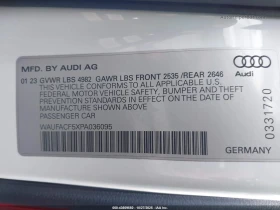 MFD. BY AUDI AG
01 23 GVWR LBS 4982 GAWR LBS FRONT 2535 /REAR 2646
THIS VEHICLE CONFORMS TO ALL APPLICABLE FEDERAL
MOTOR VEHICLE SAFETY, BUMPER AND THEFT PREVENTION
STANDARDS IN EFFECT ON THE DATE OF MANUFACTURE
SHOWN ABOVE
PASSENGER CAR
WAUFACF5XPA036095
Audi
0331720
GERMANY